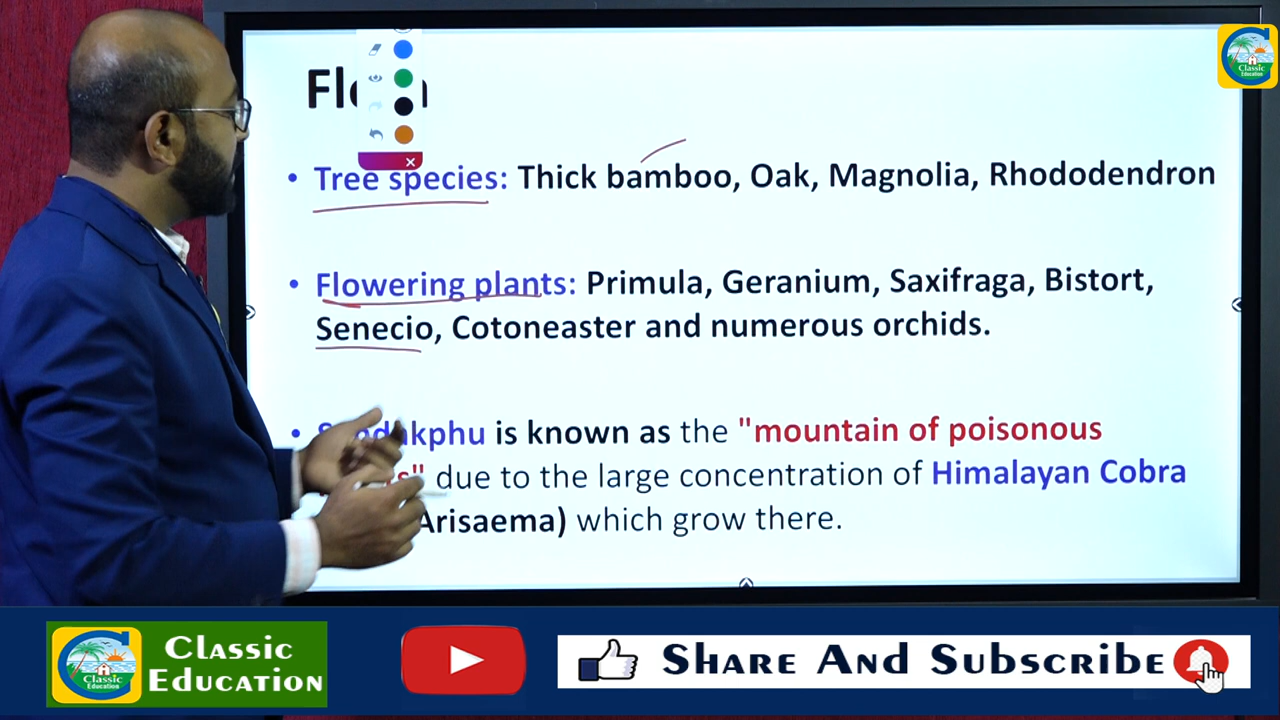 • Tree species: Thick bamboo, Oak, Magnolia, Rhododendron
• Flowering plants: Primula, Geranium, Saxifraga, Bistort,
Senecio, Cotoneaster and numerous orchids.
is known as the "mountain of poisonous
due to the large concentration of Himalayan Cobra
Arisaema) which grow there.
Classic
Education
Classic
Education
Classic
Education
Share And Subscribe